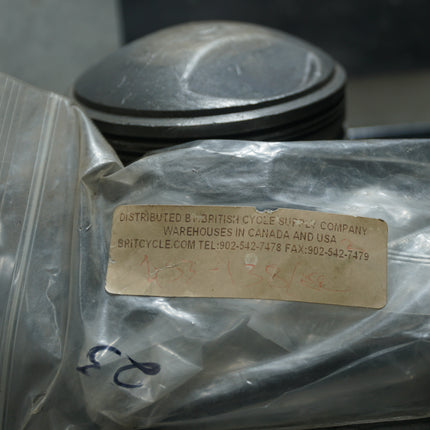 DISTRIBUTED BY BRITISH CYCLE SUPPLY COMPANY
WAREHOUSES IN CANADA AND USA
BRITCYCLE.COM TEL:902-542-7478 FAX:902-542-7479
23